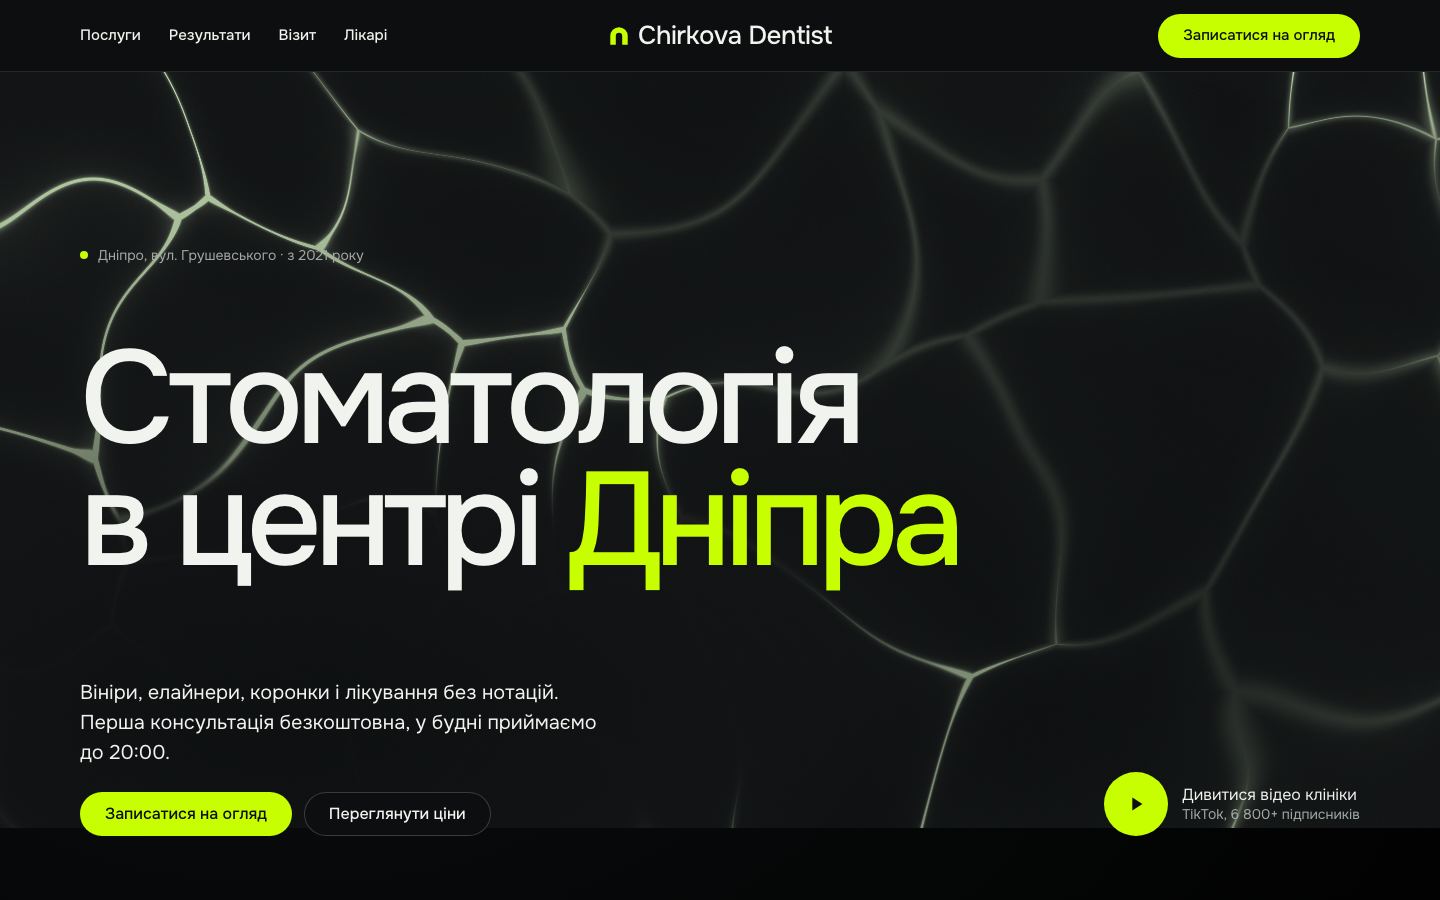 Послуги
Результати
Візит
Лікарі
Chirkova Dentist
Записатися на огляд
Дніпро, вул. Грушевського · з 2021 року
Стоматологія
в центрі Дніпра
Вініри, елайнери, коронки і лікування без нотацій.
Перша консультація безкоштовна, у будні приймаємо
до 20:00.
Записатися на огляд
Переглянути ціни
Дивитися відео клініки
TikTok, 6 800+ підписників